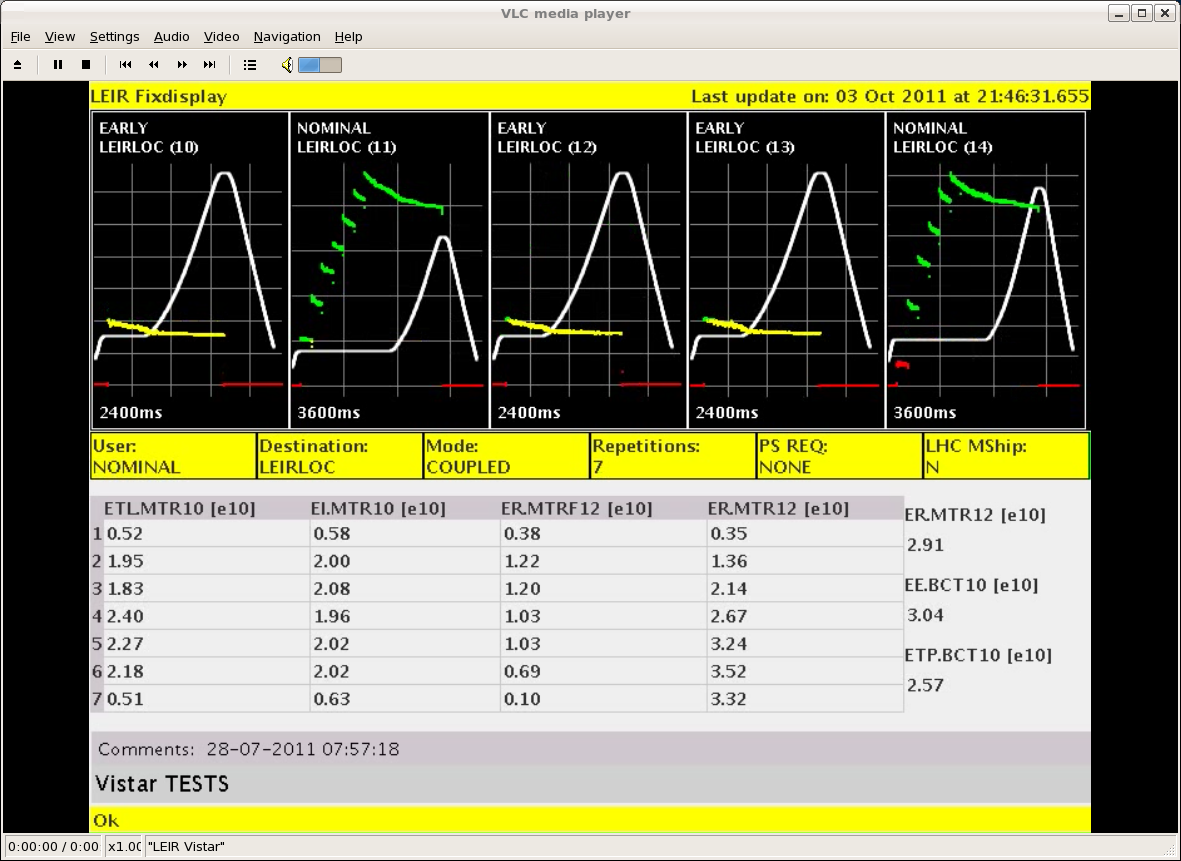 VLC media player
File View Settings Audio Video Navigation Help
LEIR Fixdisplay Last update on: 03 Oct 2011 at 21:46:31.655
EARLY NOMINAL EARLY EARLY NOMINAL
LEIRLOC (10) LEIRLOC (11) LEIRLOC (12) LEIRLOC (13) LEIRLOC (14)
2400ms 3600ms 2400ms 2400ms 3600ms
User: Destination: Mode: Repetitions: PS REQ: LHC MShip:
NOMINAL LEIRLOC COUPLED 7 NONE N
ETL.MTR10 [e10] EI.MTR10 [e10] ER.MTRF12 [e10] ER.MTR12 [e10]
1 0.52 0.58 0.38 0.35
2 1.95 2.00 1.22 1.36
3 1.83 2.08 1.20 2.14
4 2.40 1.96 1.03 2.67
5 2.27 2.02 1.03 3.24
6 2.18 2.02 0.69 3.52
7 0.51 0.63 0.10 3.32
ER.MTR12 [e10]
2.91
EE.BCT10 [e10]
3.04
ETP.BCT10 [e10]
2.57
Comments: 28-07-2011 07:57:18
Vistar TESTS
Ok
0:00:00 / 0:00 x1.00 "LEIR Vistar"